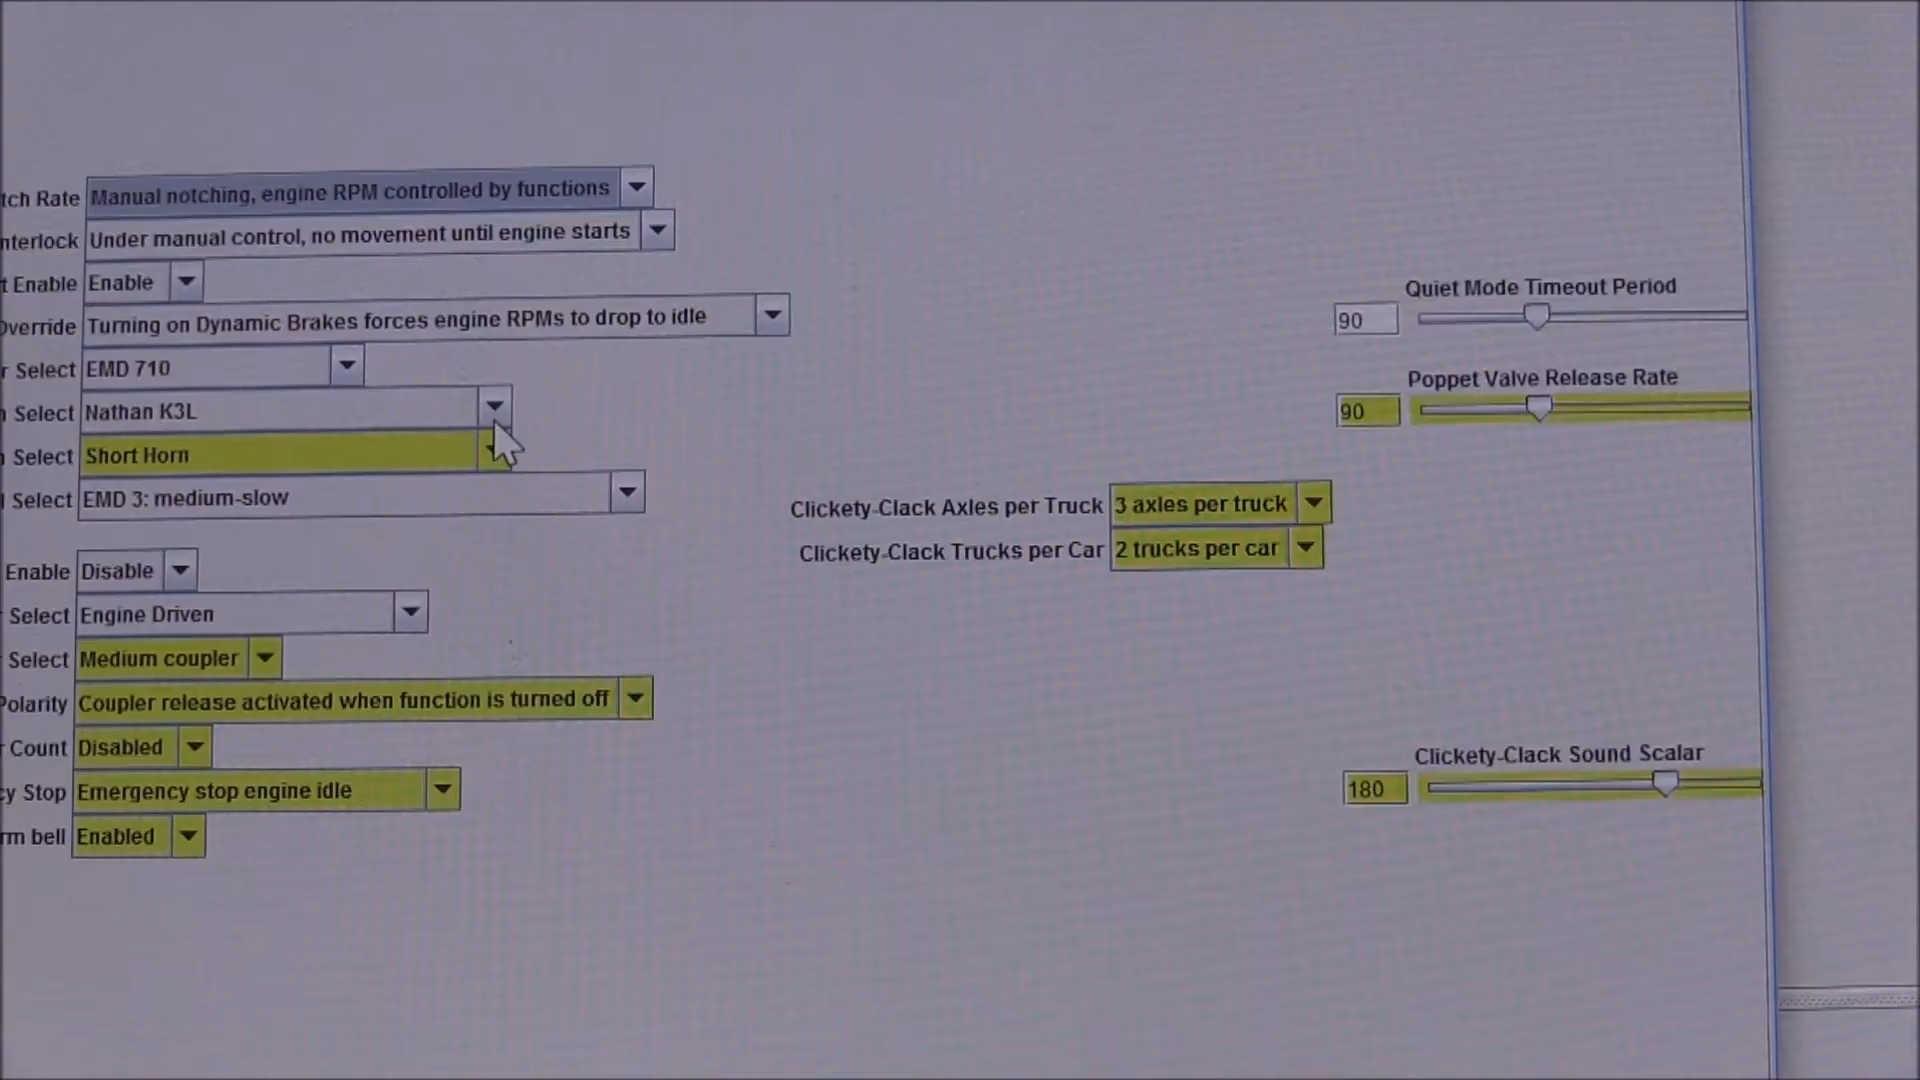 tch Rate Manual notching, engine RPM controlled by functions
nterlock Under manual control, no movement until engine starts
t Enable Enable
Override Turning on Dynamic Brakes forces engine RPMs to drop to idle
r Select EMD 710
n Select Nathan K3L
n Select Short Horn
l Select EMD 3: medium-slow
Enable Disable
r Select Engine Driven
r Select Medium coupler
Polarity Coupler release activated when function is turned off
r Count Disabled
cy Stop Emergency stop engine idle
rm bell Enabled
Clickety-Clack Axles per Truck 3 axles per truck
Clickety-Clack Trucks per Car 2 trucks per car
Quiet Mode Timeout Period
90
Poppet Valve Release Rate
90
Clickety-Clack Sound Scalar
180